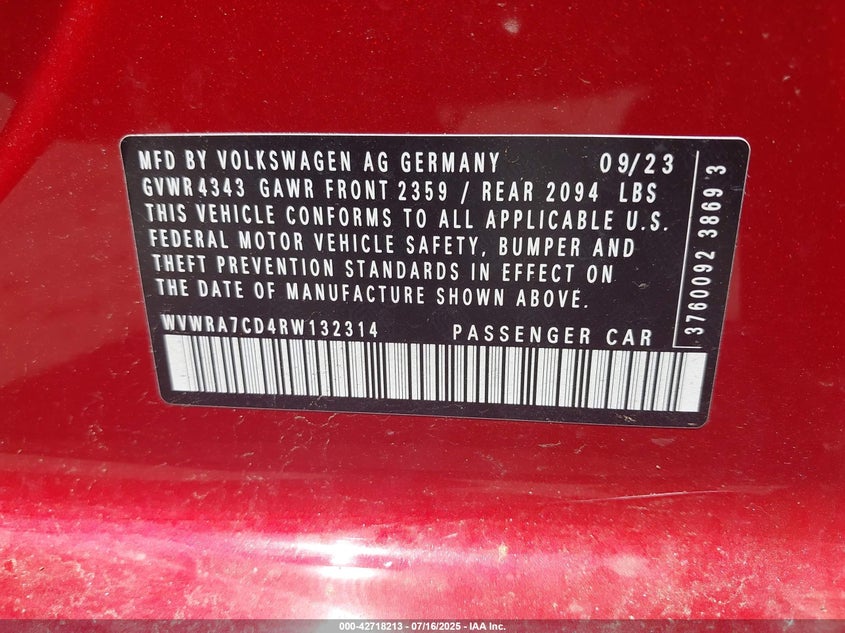 MFD BY VOLKSWAGEN AG GERMANY 09/23
GVWR 4343 GAWR FRONT 2359 / REAR 2094 LBS
THIS VEHICLE CONFORMS TO ALL APPLICABLE U.S.
FEDERAL MOTOR VEHICLE SAFETY, BUMPER AND
THEFT PREVENTION STANDARDS IN EFFECT ON
THE DATE OF MANUFACTURE SHOWN ABOVE.
WVWRA7CD4RW132314 PASSENGER CAR
3760092 3869 3
000-42718213 - 07/16/2025 - IAA Inc.